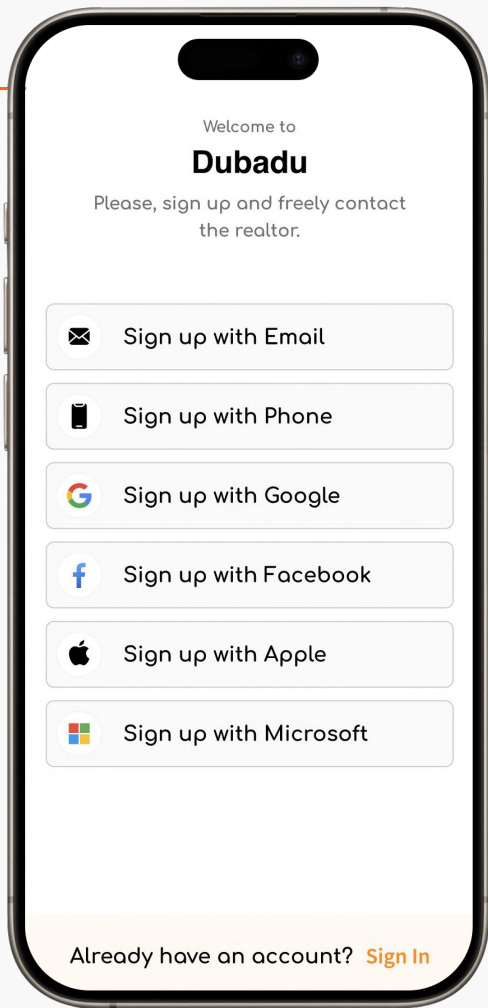 Welcome to
Dubadu
Please, sign up and freely contact
the realtor.
Sign up with Email
Sign up with Phone
Sign up with Google
Sign up with Facebook
Sign up with Apple
Sign up with Microsoft
Already have an account? Sign In